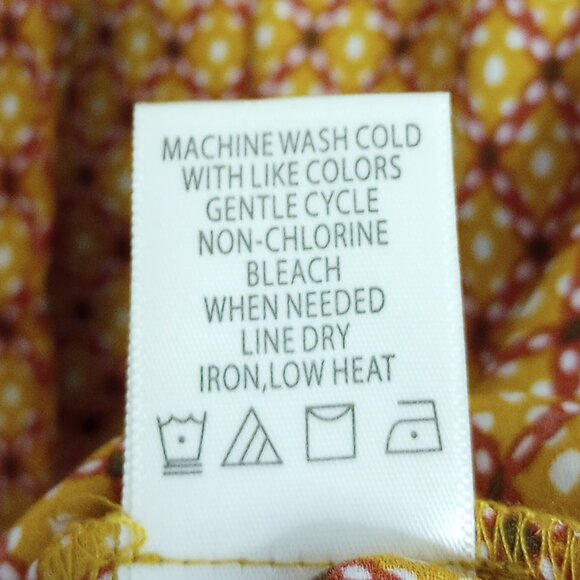 MACHINE WASH COLD
WITH LIKE COLORS
GENTLE CYCLE
NON-CHLORINE
BLEACH
WHEN NEEDED
LINE DRY
IRON,LOW HEAT